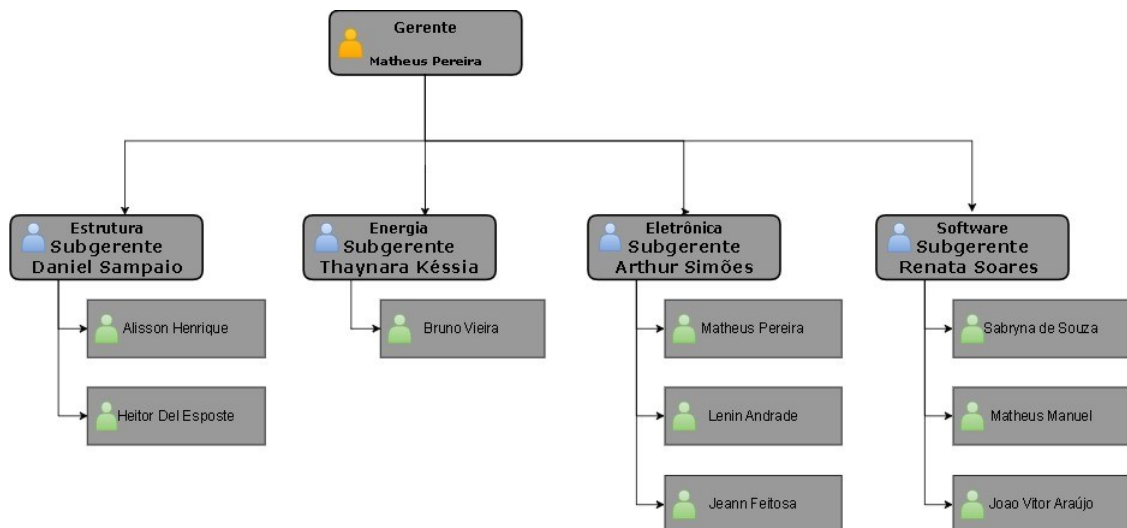 Gerente
Matheus Pereira
Estrutura
Subgerente
Daniel Sampaio
Energia
Subgerente
Thaynara Késsia
Eletrônica
Subgerente
Arthur Simões
Software
Subgerente
Renata Soares
Alisson Henrique
Heitor Del Esposte
Bruno Vieira
Matheus Pereira
Lenin Andrade
Jeann Feitosa
Sabryna de Souza
Matheus Manuel
Joao Vitor Araújo